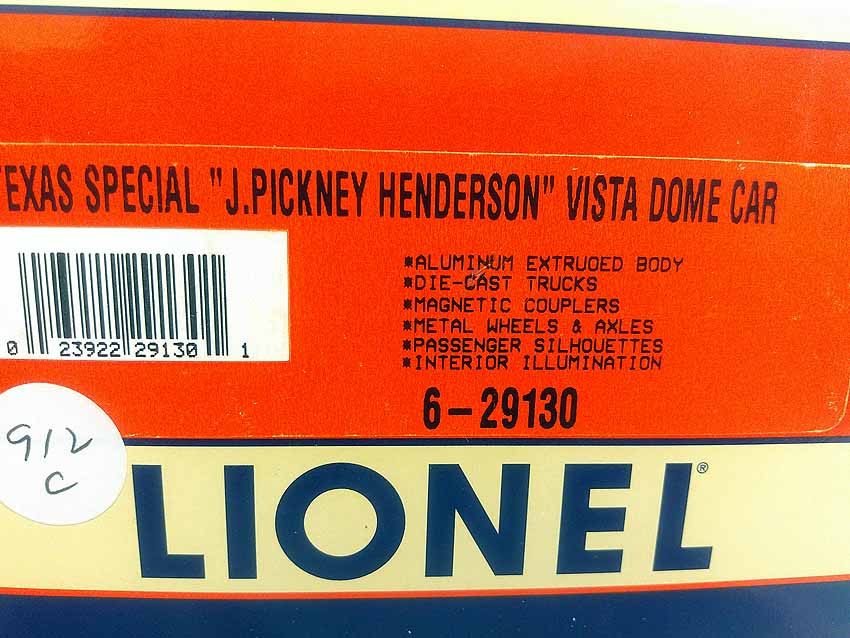 TEXAS SPECIAL "J.PICKNEY HENDERSON" VISTA DOME CAR
*ALUMINUM EXTRUDED BODY
*DIE-CAST TRUCKS
*MAGNETIC COUPLERS
*METAL WHEELS & AXLES
*PASSENGER SILHOUETTES
*INTERIOR ILLUMINATION
0 23922 29130 1
6-29130
912
C
LIONEL®